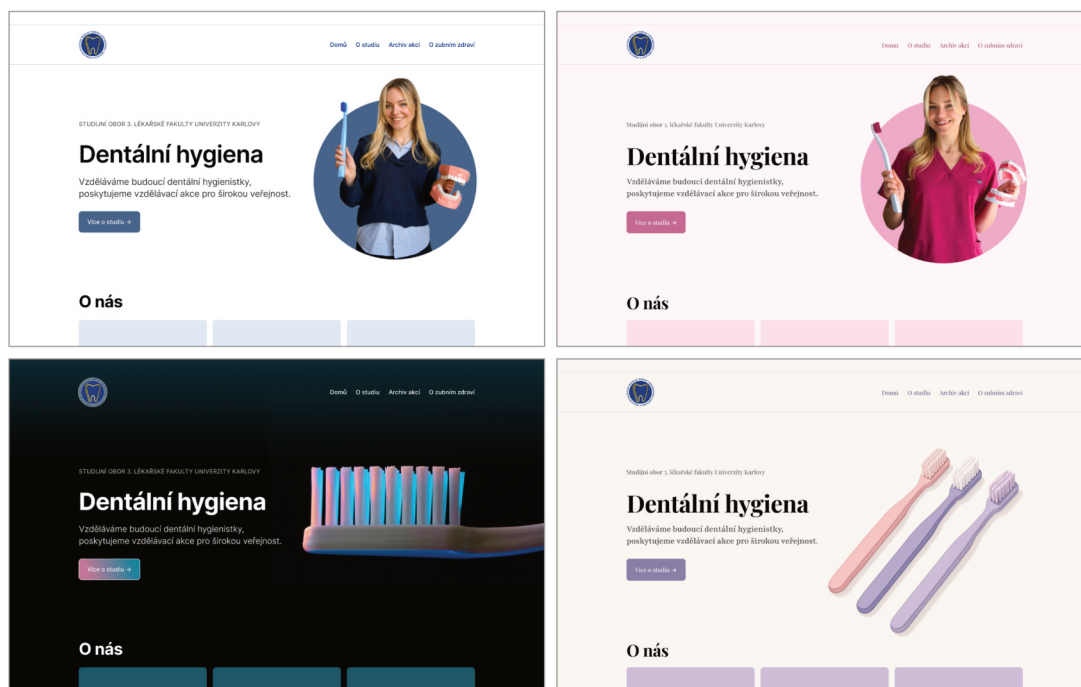 Domů O studiu Archiv akcí O zubním zdraví
STUDIJNÍ OBOR 3. LÉKAŘSKÉ FAKULTY UNIVERZITY KARLOVY
Dentální hygiena
Vzděláváme budoucí dentální hygienistky,
poskytujeme vzdělávací akce pro širokou veřejnost.
Více o studiu →
O nás
Domů O studiu Archiv akcí O zubním zdraví
Studijní obor 3. lékařské fakulty Univerzity Karlovy
Dentální hygiena
Vzděláváme budoucí dentální hygienistky,
poskytujeme vzdělávací akce pro širokou veřejnost.
Více o studiu →
O nás
Domů O studiu Archiv akcí O zubním zdraví
STUDIJNÍ OBOR 3. LÉKAŘSKÉ FAKULTY UNIVERZITY KARLOVY
Dentální hygiena
Vzděláváme budoucí dentální hygienistky,
poskytujeme vzdělávací akce pro širokou veřejnost.
Více o studiu →
O nás
Domů O studiu Archiv akcí O zubním zdraví
Studijní obor 3. lékařské fakulty Univerzity Karlovy
Dentální hygiena
Vzděláváme budoucí dentální hygienistky,
poskytujeme vzdělávací akce pro širokou veřejnost.
Více o studiu →
O nás